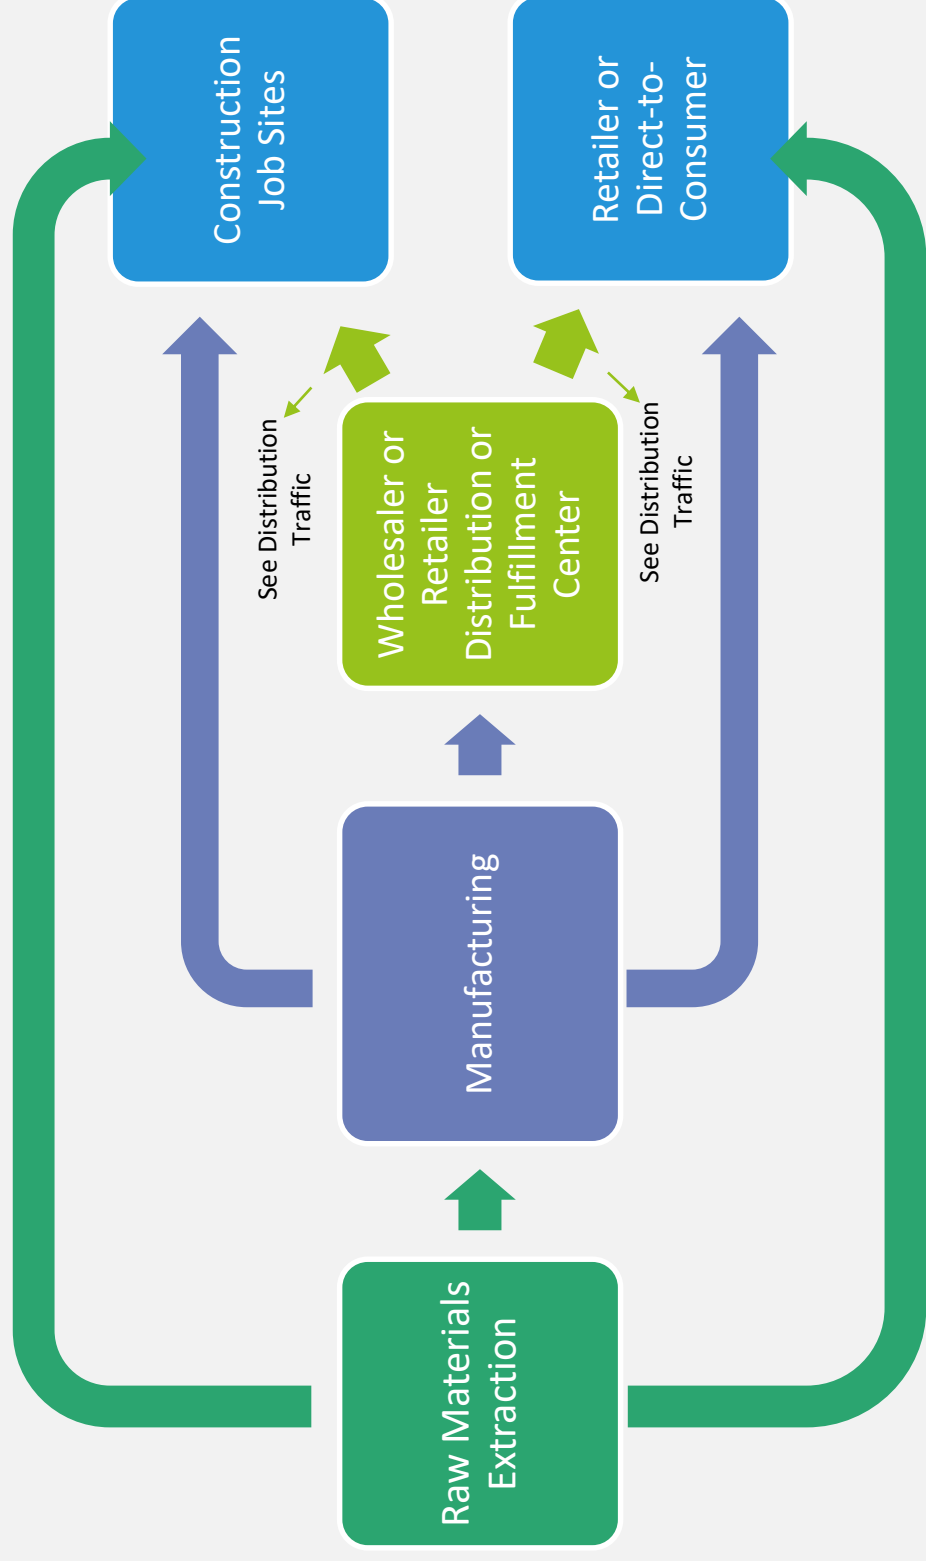 Raw Materials
Extraction
Manufacturing
Wholesaler or
Retailer
Distribution or
Fulfillment
Center
See Distribution
Traffic
See Distribution
Traffic
Construction
Job Sites
Retailer or
Direct-to-
Consumer